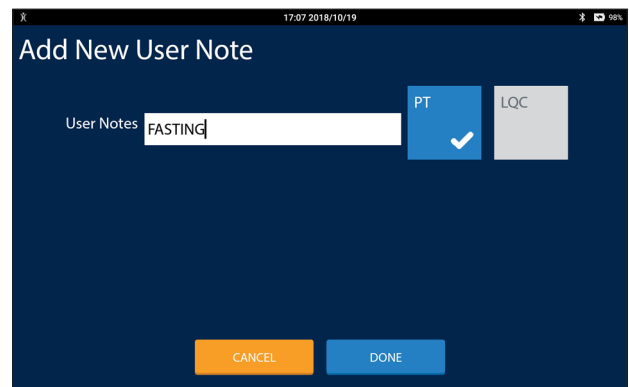 17:07 2018/10/19 98%
Add New User Note
PT LQC
User Notes FASTING
CANCEL DONE